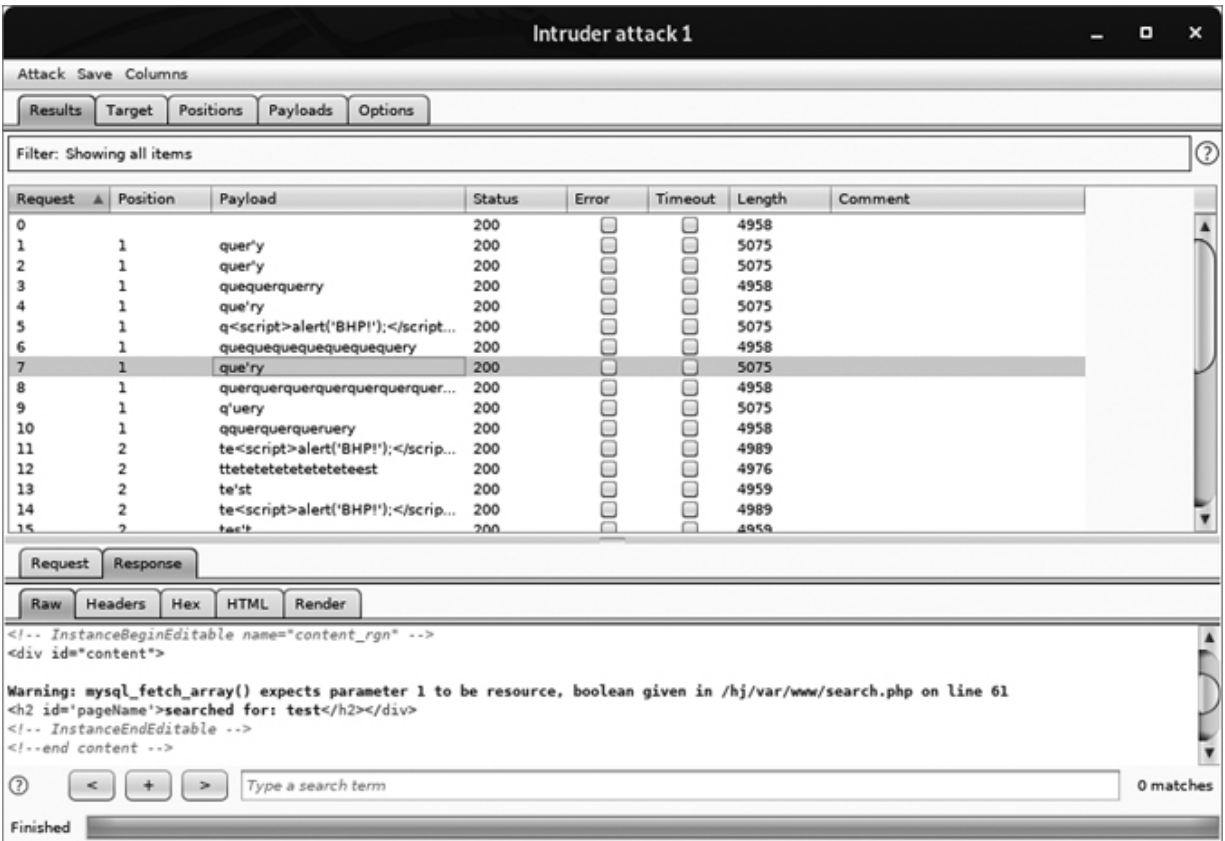 Intruder attack 1
Attack Save Columns
Results Target Positions Payloads Options
Filter: Showing all items
Request Position Payload Status Error Timeout Length Comment
0 200 4958
1 1 quer'y 200 5075
2 1 quer'y 200 5075
3 1 quequerquerry 200 4958
4 1 que'ry 200 5075
5 1 q<script>alert('BHP!');</script... 200 5075
6 1 quequequequequequequery 200 4958
7 1 que'ry 200 5075
8 1 querquerquerquerquerquerquer... 200 4958
9 1 q'uery 200 5075
10 1 qquerquerqueruery 200 4958
11 2 te<script>alert('BHP!');</scrip... 200 4989
12 2 tteteteteteteteteteest 200 4976
13 2 te'st 200 4959
14 2 te<script>alert('BHP!');</scrip... 200 4989
15 2 tes't 200 4959
Request Response
Raw Headers Hex HTML Render
<!-- InstanceBeginEditable name="content_rgn" -->
<div id="content">
Warning: mysql_fetch_array() expects parameter 1 to be resource, boolean given in /hj/var/www/search.php on line 61
<h2 id='pageName'>searched for: test</h2></div>
<!-- InstanceEndEditable -->
<!--end content -->
? < + > Type a search term 0 matches
Finished